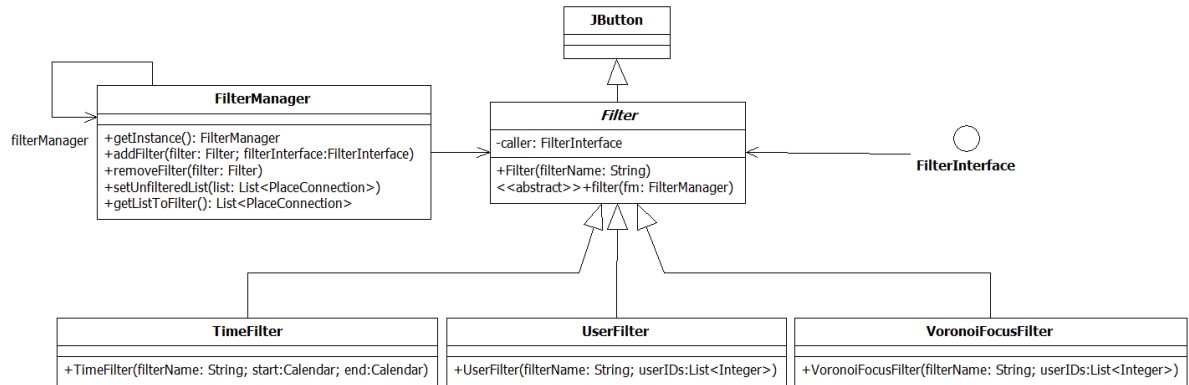 JButton
FilterManager
filterManager
+getInstance(): FilterManager
+addFilter(filter: Filter; filterInterface:FilterInterface)
+removeFilter(filter: Filter)
+setUnfilteredList(list: List<PlaceConnection>)
+getListToFilter(): List<PlaceConnection>
Filter
-caller: FilterInterface
+Filter(filterName: String)
<<abstract>>+filter(fm: FilterManager)
FilterInterface
TimeFilter
+TimeFilter(filterName: String; start:Calendar; end:Calendar)
UserFilter
+UserFilter(filterName: String; userIDs:List<Integer>)
VoronoiFocusFilter
+VoronoiFocusFilter(filterName: String; userIDs:List<Integer>)